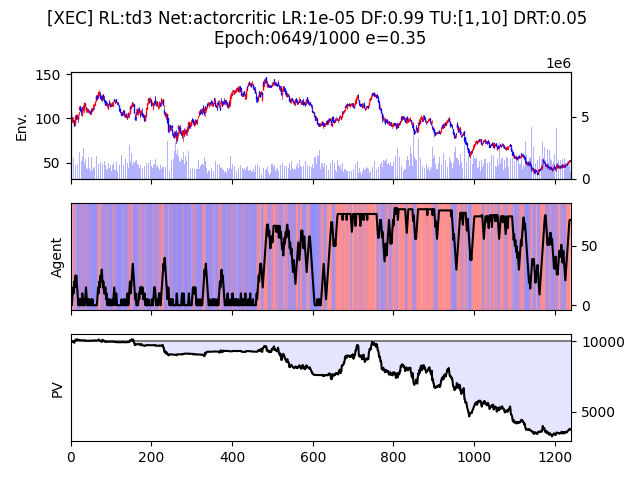 [XEC] RL:td3 Net:actorcritic LR:1e-05 DF:0.99 TU:[1,10] DRT:0.05
Epoch:0649/1000 e=0.35
1e6
150
100
50
Env.
5
0
Agent
50
0
PV
10000
5000
0 200 400 600 800 1000 1200